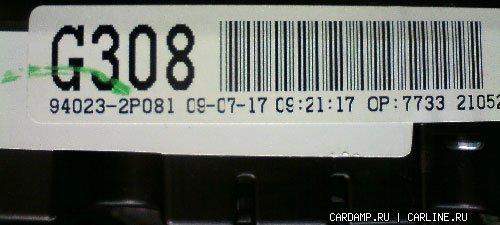 G308
94023-2P081 09-07-17 09:21:17 OP:7733 21052
CARDAMP.RU | CARLINE.RU